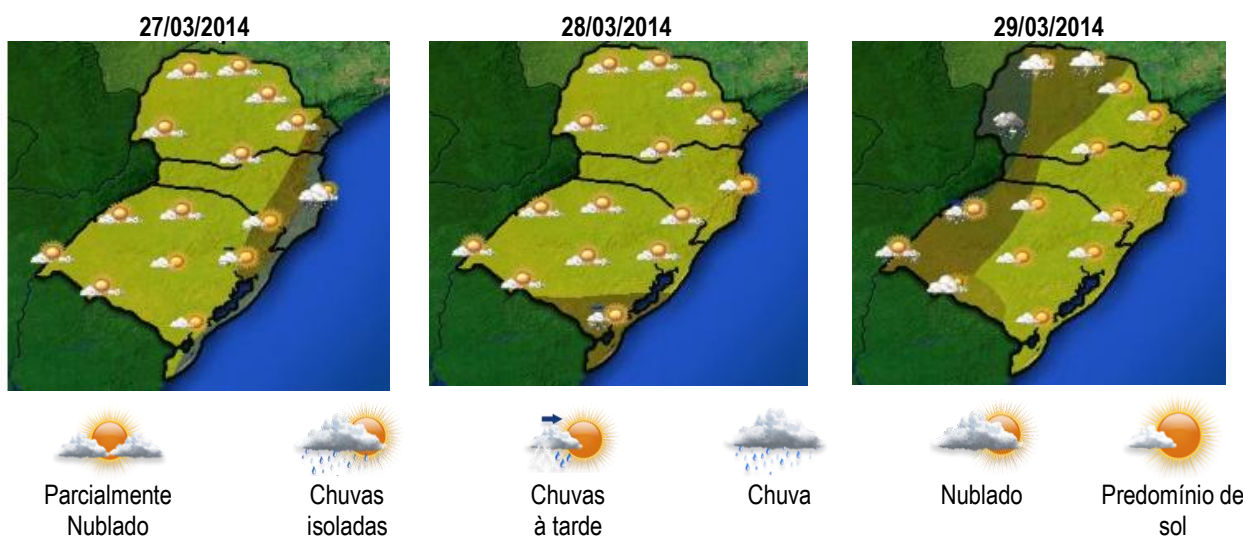 27/03/2014
28/03/2014
29/03/2014
Parcialmente
Nublado
Chuvas
isoladas
Chuvas
à tarde
Chuva
Nublado
Predomínio de
sol